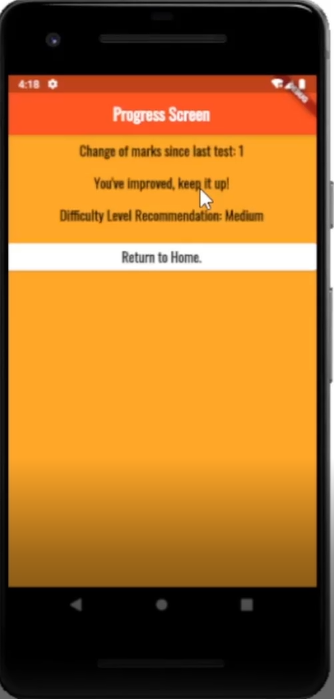 4:18
DEBUG
Progress Screen
Change of marks since last test: 1
You've improved, keep it up!
Difficulty Level Recommendation: Medium
Return to Home.